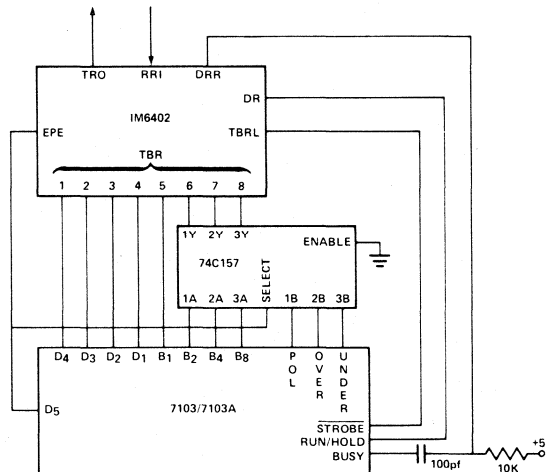 TRO RRI DRR
IM6402
DR
EPE
TBRL
TBR
1 2 3 4 5 6 7 8
1Y 2Y 3Y
ENABLE
74C157
SELECT
1A 2A 3A 1B 2B 3B
D4 D3 D2 D1 B1 B2 B4 B8
POL
OVER
UNDER
7103/7103A
D5
STROBE
RUN/HOLD
BUSY
100pf
10K
+5